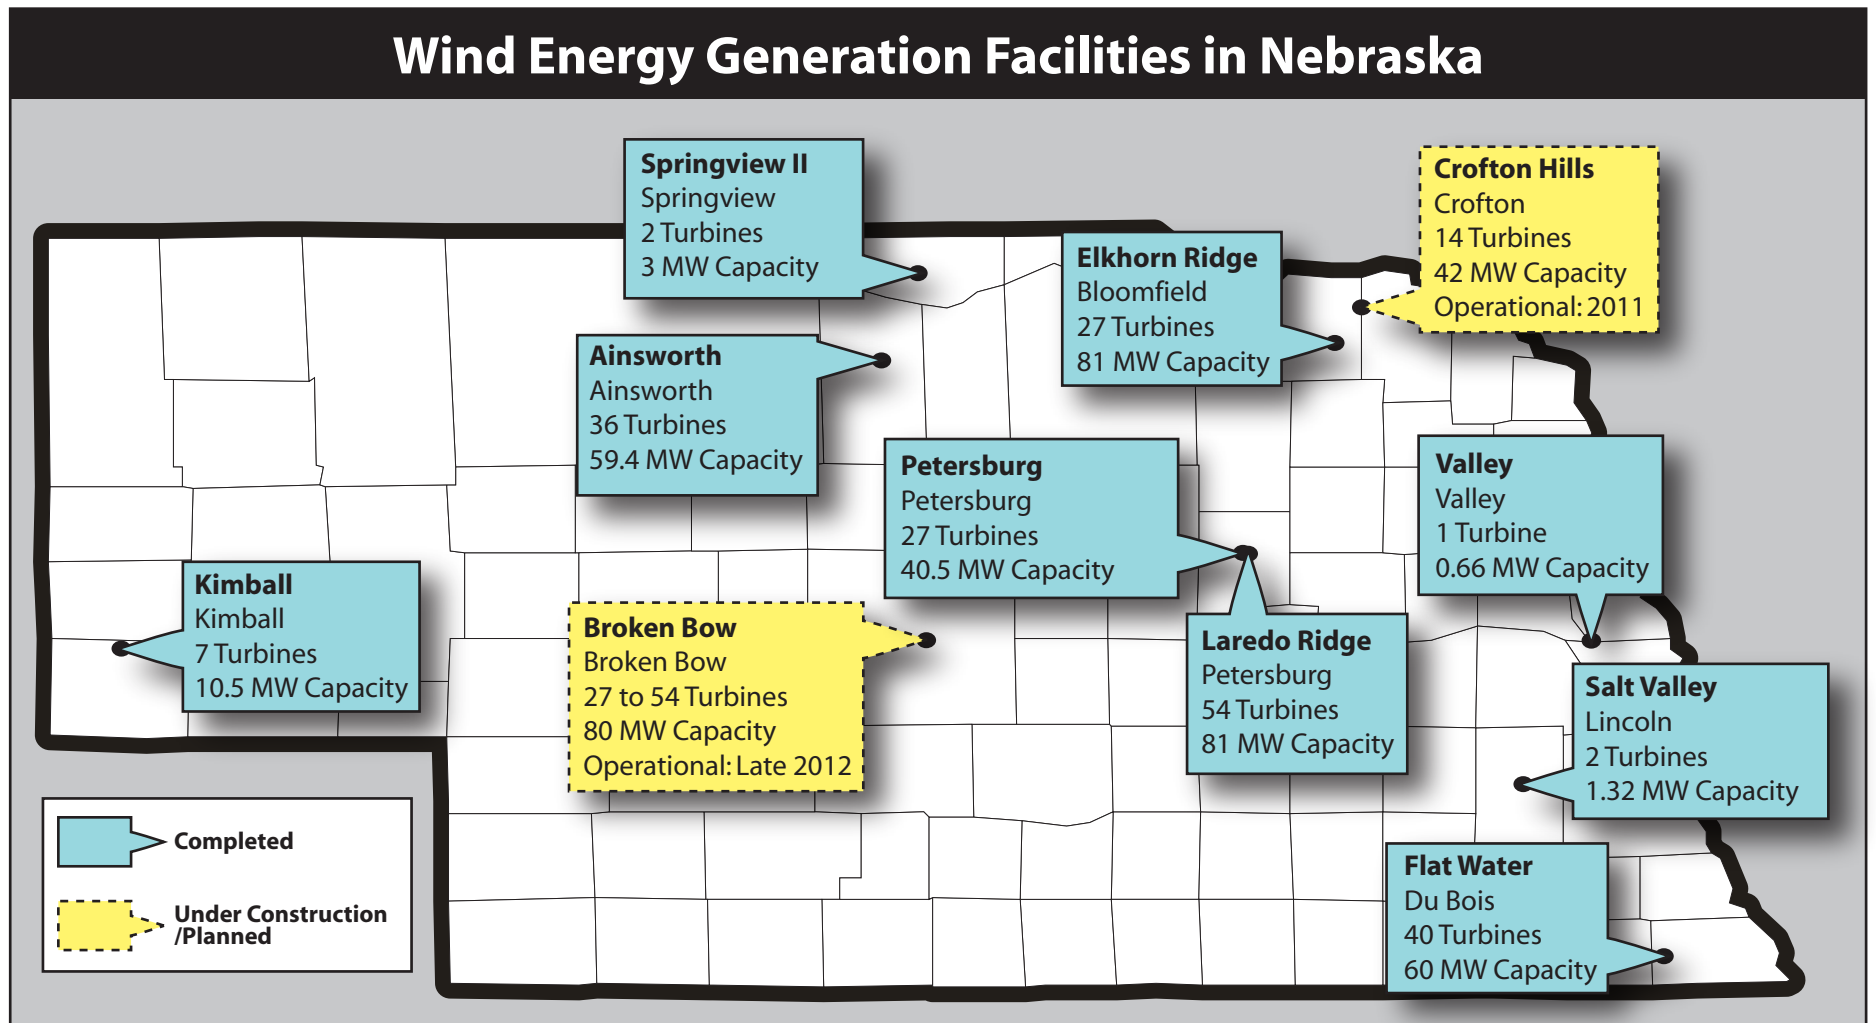 Wind Energy Generation Facilities in Nebraska
Springview II
Springview
2 Turbines
3 MW Capacity
Crofton Hills
Crofton
14 Turbines
42 MW Capacity
Operational: 2011
Elkhorn Ridge
Bloomfield
27 Turbines
81 MW Capacity
Ainsworth
Ainsworth
36 Turbines
59.4 MW Capacity
Petersburg
Petersburg
27 Turbines
40.5 MW Capacity
Valley
Valley
1 Turbine
0.66 MW Capacity
Kimball
Kimball
7 Turbines
10.5 MW Capacity
Broken Bow
Broken Bow
27 to 54 Turbines
80 MW Capacity
Operational: Late 2012
Laredo Ridge
Petersburg
54 Turbines
81 MW Capacity
Salt Valley
Lincoln
2 Turbines
1.32 MW Capacity
Flat Water
Du Bois
40 Turbines
60 MW Capacity
Completed
Under Construction
/Planned